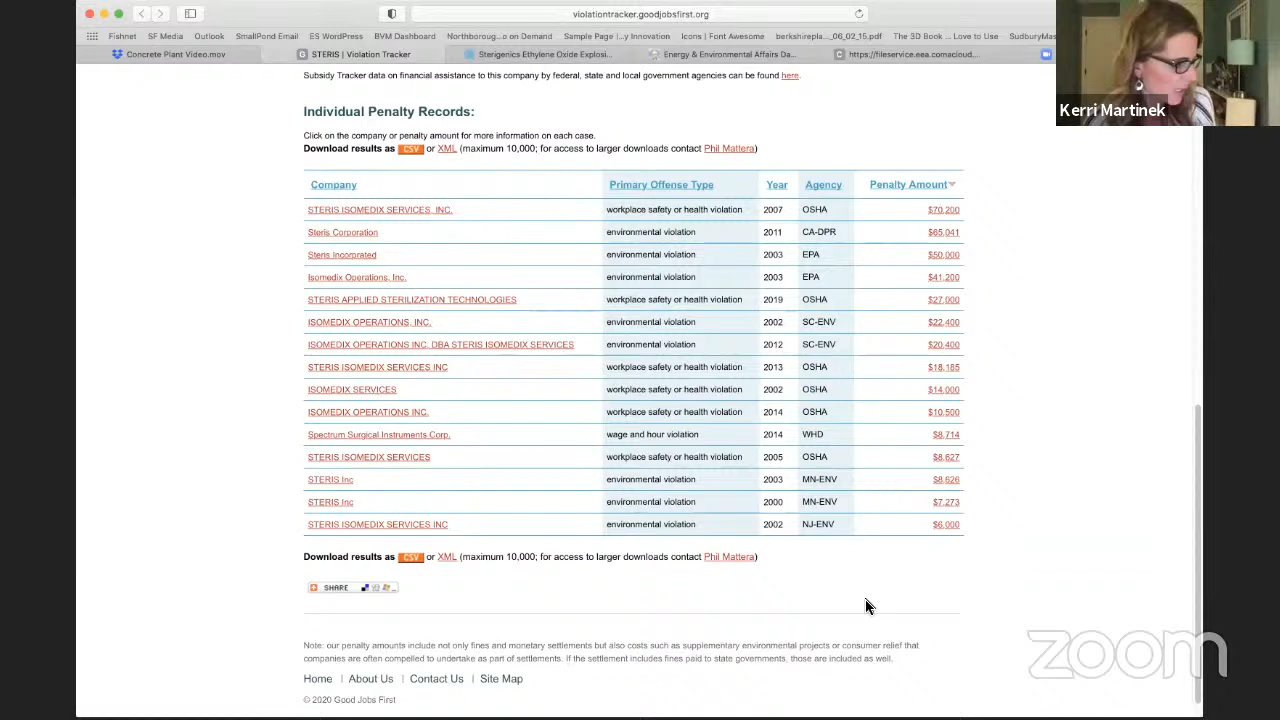 violationtracker.goodjobsfirst.org
Fishnet SF Media Outlook SmallPond Email ES WordPress BVM Dashboard Northboroug...n on Demand Sample Page |...y Innovation Icons | Font Awesome berkshirepla..._06_02_15.pdf The 3D Book ... Love to Use SudburyMas
Concrete Plant Video.mov STERIS | Violation Tracker Sterigenics Ethylene Oxide Explosi... Energy & Environmental Affairs Da... https://fileservice.eea.comacloud....
Kerri Martinek
Subsidy Tracker data on financial assistance to this company by federal, state and local government agencies can be found here.
Individual Penalty Records:
Click on the company or penalty amount for more information on each case.
Download results as CSV or XML (maximum 10,000; for access to larger downloads contact Phil Mattera)
Company Primary Offense Type Year Agency Penalty Amount
STERIS ISOMEDIX SERVICES, INC. workplace safety or health violation 2007 OSHA $70,200
Steris Corporation environmental violation 2011 CA-DPR $65,041
Steris Incorporated environmental violation 2003 EPA $50,000
Isomedix Operations, Inc. environmental violation 2003 EPA $41,200
STERIS APPLIED STERILIZATION TECHNOLOGIES workplace safety or health violation 2019 OSHA $27,000
ISOMEDIX OPERATIONS, INC. environmental violation 2002 SC-ENV $22,400
ISOMEDIX OPERATIONS INC, DBA STERIS ISOMEDIX SERVICES environmental violation 2012 SC-ENV $20,400
STERIS ISOMEDIX SERVICES INC workplace safety or health violation 2013 OSHA $18,185
ISOMEDIX SERVICES workplace safety or health violation 2002 OSHA $14,000
ISOMEDIX OPERATIONS INC. workplace safety or health violation 2014 OSHA $10,500
Spectrum Surgical Instruments Corp. wage and hour violation 2014 WHD $8,714
STERIS ISOMEDIX SERVICES workplace safety or health violation 2005 OSHA $8,627
STERIS Inc environmental violation 2003 MN-ENV $8,626
STERIS Inc environmental violation 2000 MN-ENV $7,273
STERIS ISOMEDIX SERVICES INC environmental violation 2002 NJ-ENV $6,000
Download results as CSV or XML (maximum 10,000; for access to larger downloads contact Phil Mattera)
SHARE
Note: our penalty amounts include not only fines and monetary settlements but also costs such as supplementary environmental projects or consumer relief that
companies are often compelled to undertake as part of settlements. If the settlement includes fines paid to state governments, those are included as well.
Home | About Us | Contact Us | Site Map
© 2020 Good Jobs First
zoom